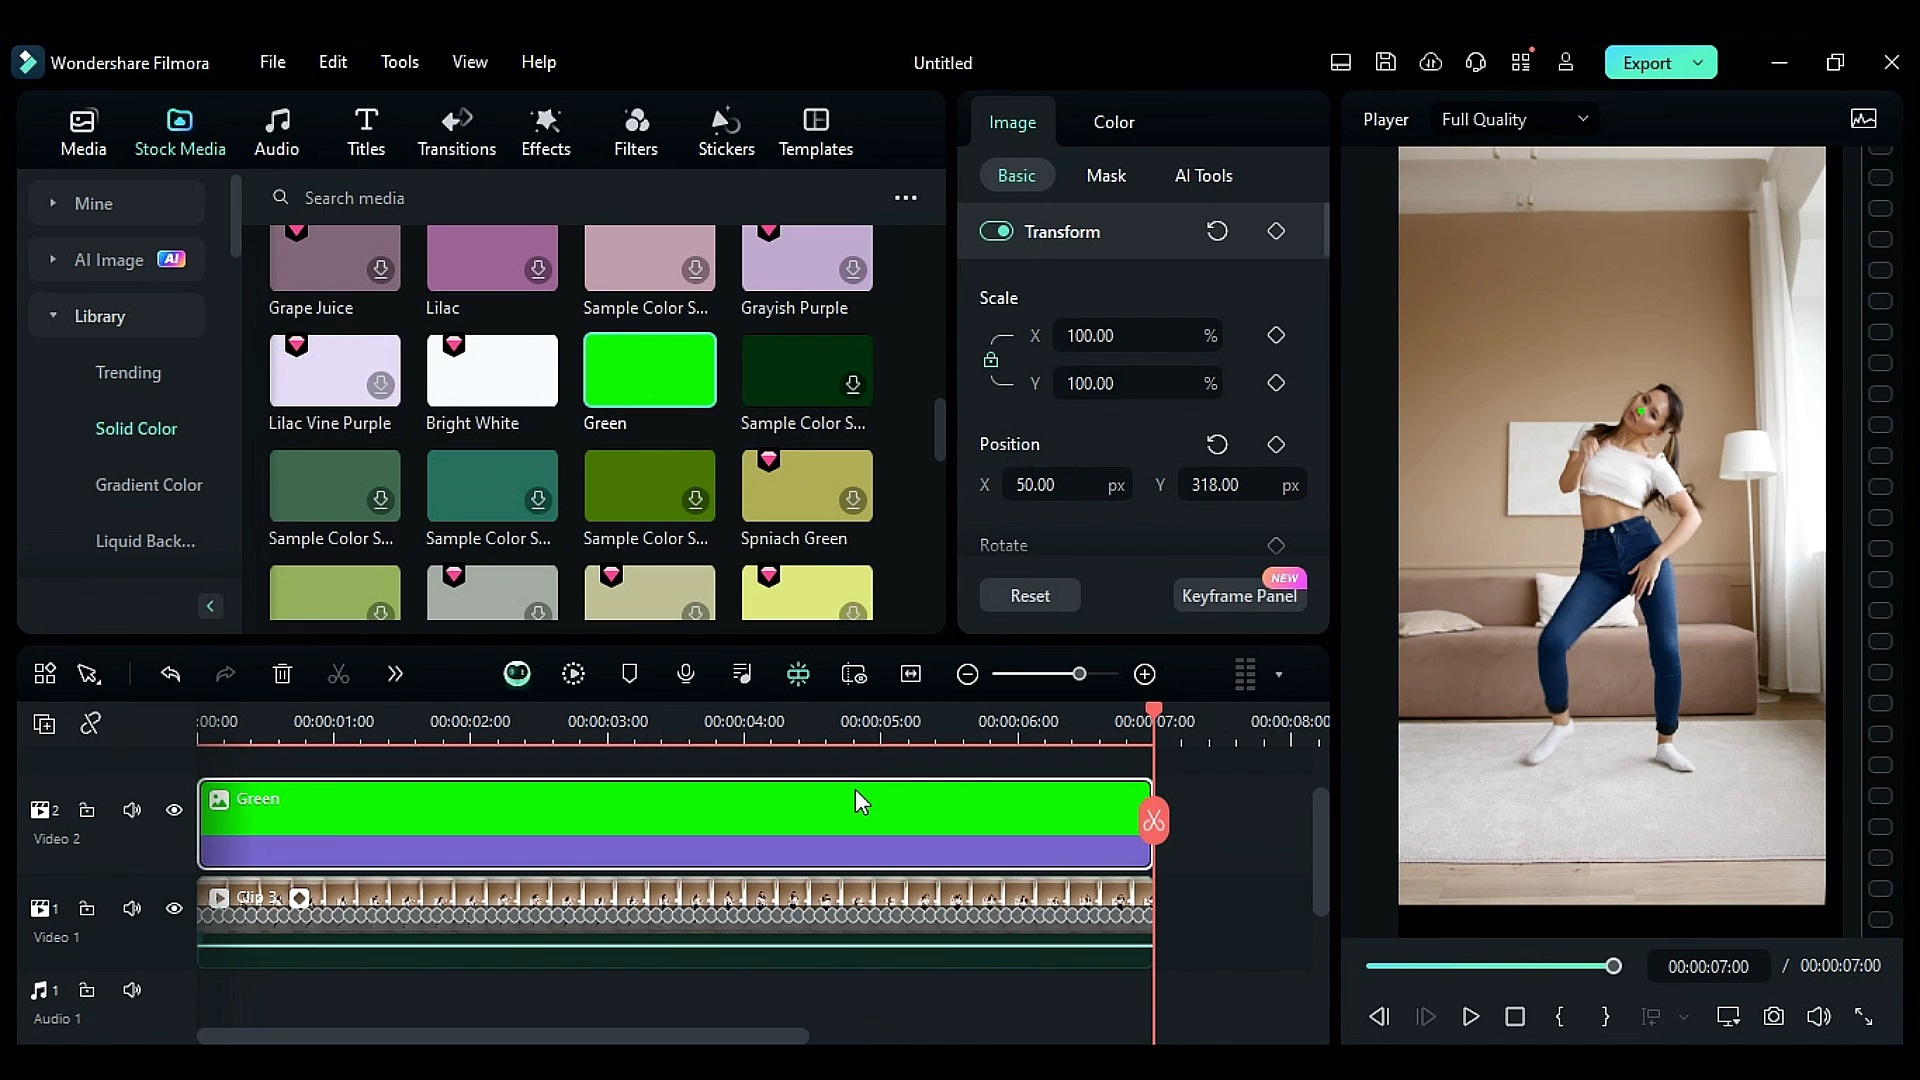 Wondershare Filmora
File
Edit
Tools
View
Help
Untitled
Export
Media
Stock Media
Audio
Titles
Transitions
Effects
Filters
Stickers
Templates
Mine
AI Image AI
Library
Trending
Solid Color
Gradient Color
Liquid Back...
Search media
Grape Juice
Lilac
Sample Color S...
Grayish Purple
Lilac Vine Purple
Bright White
Green
Sample Color S...
Sample Color S...
Sample Color S...
Sample Color S...
Spniach Green
Image
Color
Basic
Mask
AI Tools
Transform
Scale
X 100.00 %
Y 100.00 %
Position
X 50.00 px Y 318.00 px
Rotate
Reset
Keyframe Panel
NEW
Player
Full Quality
:00:00
00:00:01:00
00:00:02:00
00:00:03:00
00:00:04:00
00:00:05:00
00:00:06:00
00:00:07:00
00:00:08:00
2
Video 2
Green
1
Video 1
Clip 3
1
Audio 1
00:00:07:00 / 00:00:07:00